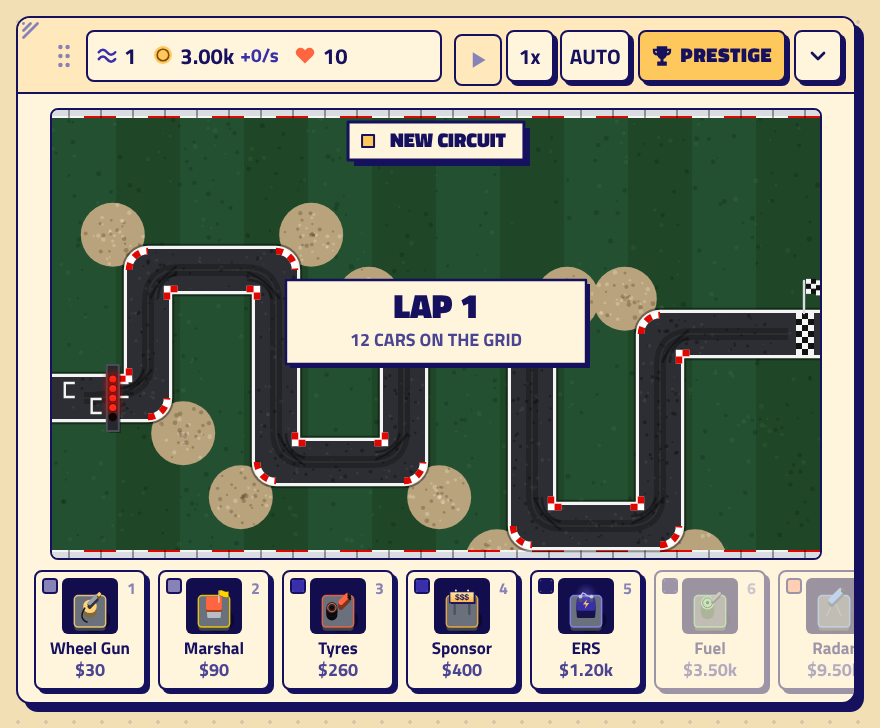 1 3.00k +0/s 10 1x AUTO PRESTIGE
NEW CIRCUIT
LAP 1
12 CARS ON THE GRID
1 2 3 4 5 6
$$$
Wheel Gun Marshal Tyres Sponsor ERS Fuel Radar
$30 $90 $260 $400 $1.20k $3.50k $9.50